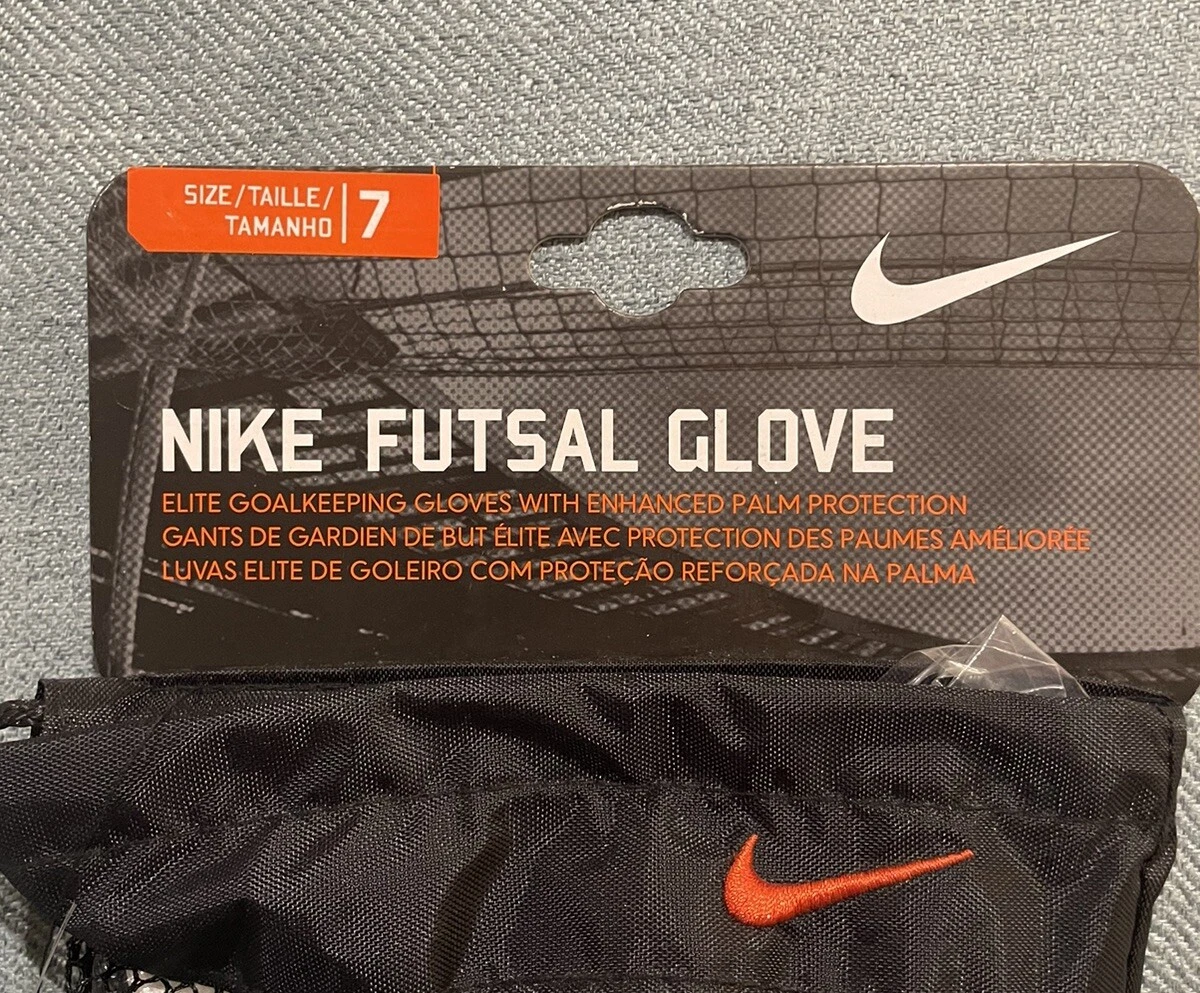 SIZE/TAILLE/
TAMANHO
7
NIKE FUTSAL GLOVE
ELITE GOALKEEPING GLOVES WITH ENHANCED PALM PROTECTION
GANTS DE GARDIEN DE BUT ÉLITE AVEC PROTECTION DES PAUMES AMÉLIORÉE
LUVAS ELITE DE GOLEIRO COM PROTEÇÃO REFORÇADA NA PALMA